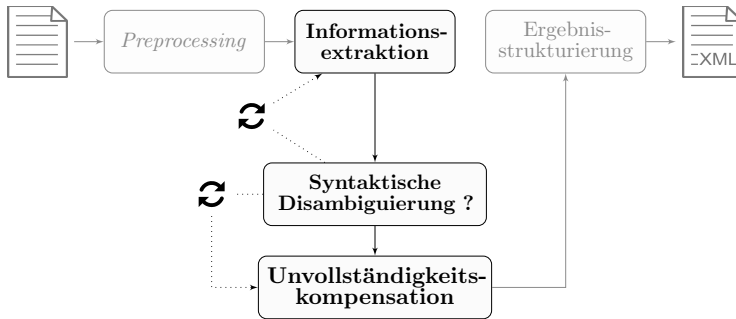 Preprocessing
Informations-
extraktion
Ergebnis-
strukturierung
XML
Syntaktische
Disambiguierung ?
Unvollständigkeits-
kompensation